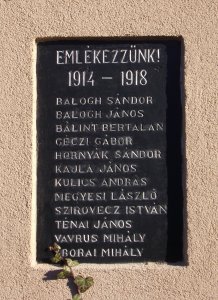 EMLÉKEZZÜNK!
1914 – 1918
BALOGH SÁNDOR
BALOGH JÁNOS
BÁLINT BERTALAN
GÉCZI GÁBOR
HORNYÁK SÁNDOR
KAJLA JÁNOS
KULICS ANDRÁS
MEGYESI LÁSZLÓ
SZIROVECZ ISTVÁN
TÉNAI JÁNOS
VAVRUS MIHÁLY
ZBORAI MIHÁLY